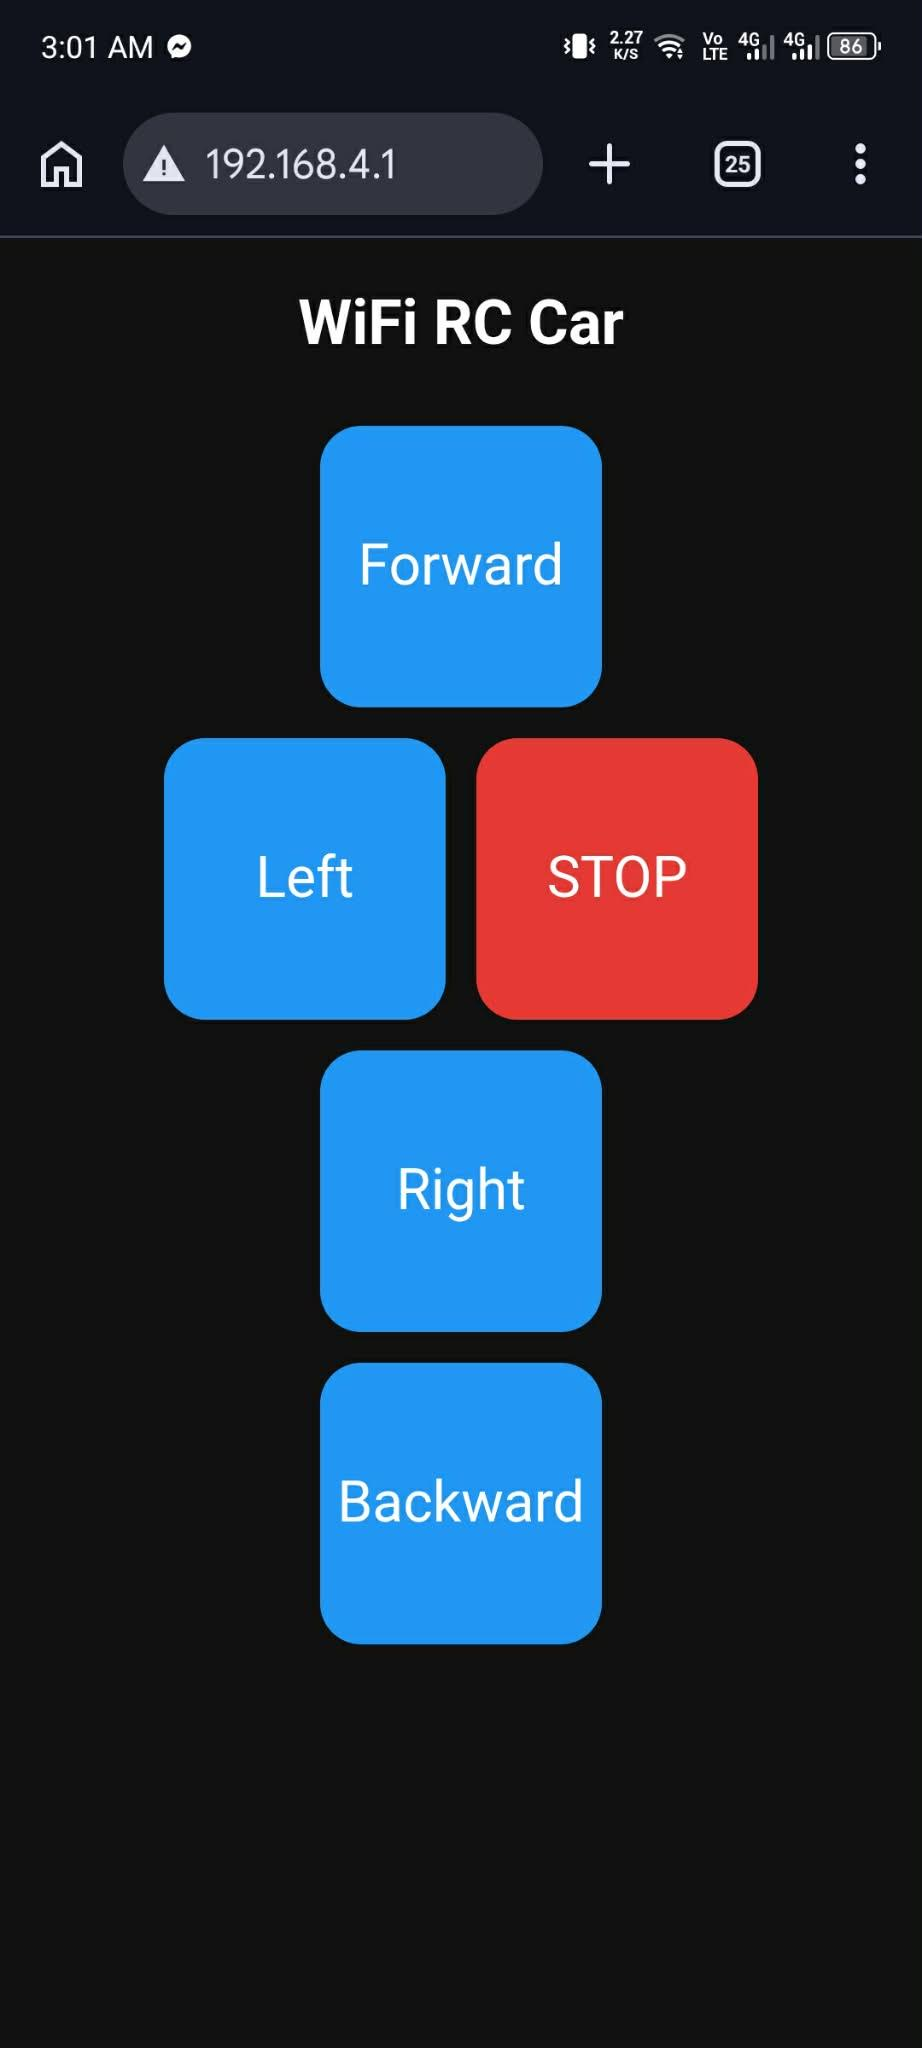 3:01 AM
2.27 K/S Vo LTE 4G 4G 86
192.168.4.1
25
WiFi RC Car
Forward
Left STOP
Right
Backward